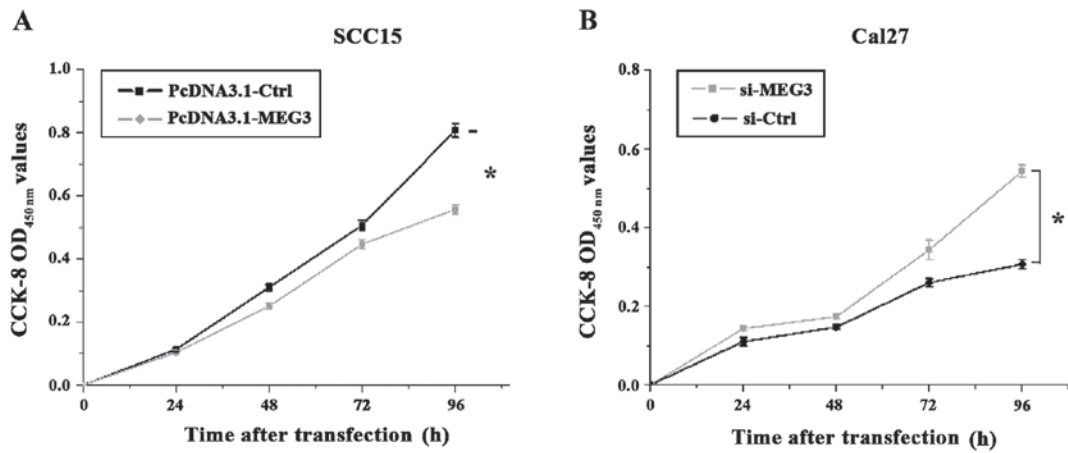 A
SCC15
PcDNA3.1-Ctrl
PcDNA3.1-MEG3
CCK-8 OD450 nm values
1.0
0.8
0.6
0.4
0.2
0.0
*
0 24 48 72 96
Time after transfection (h)
B
Cal27
si-MEG3
si-Ctrl
CCK-8 OD450 nm values
0.8
0.6
0.4
0.2
0.0
*
0 24 48 72 96
Time after transfection (h)